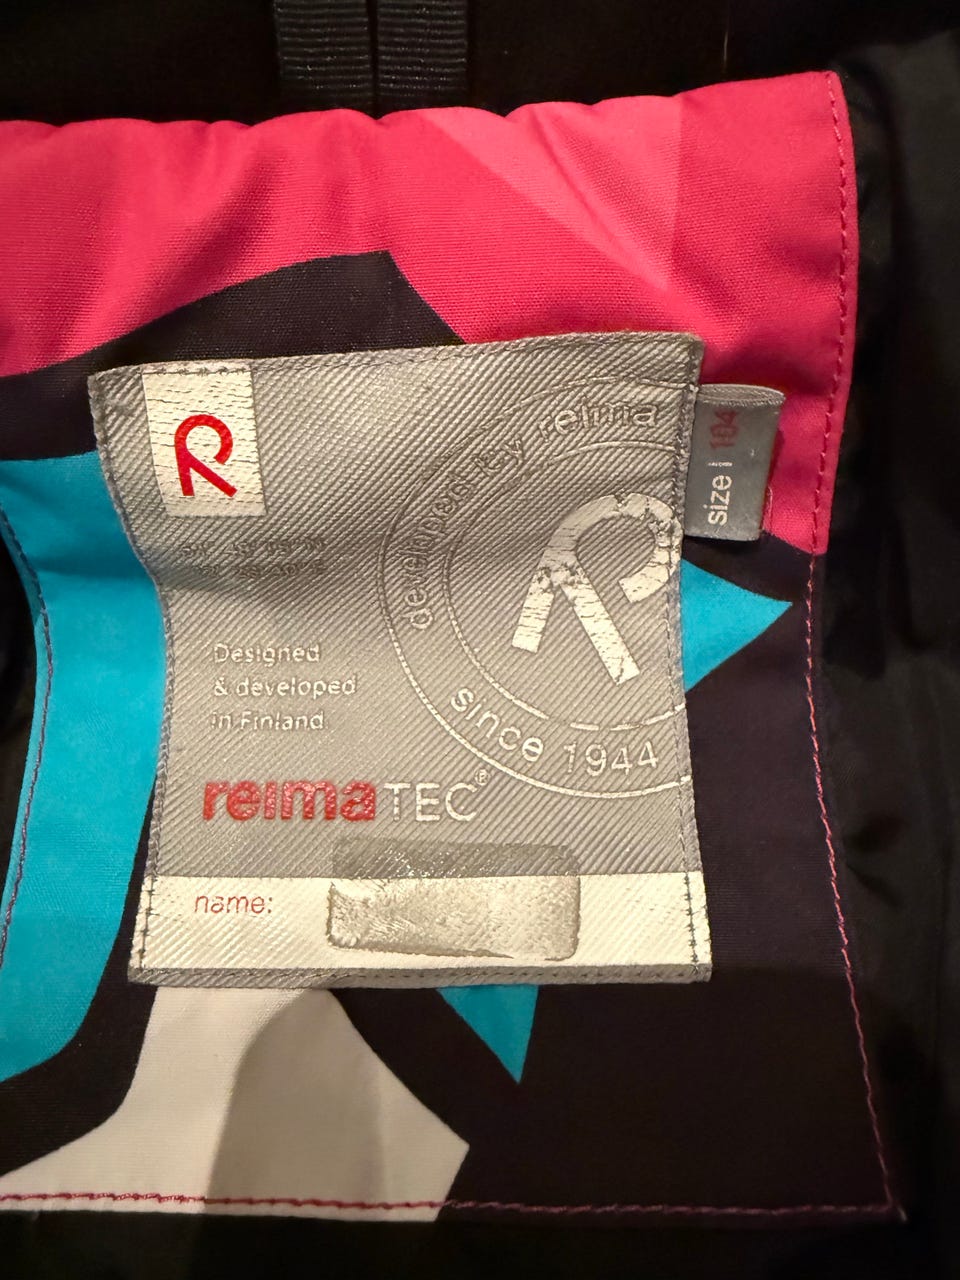 R
developed by reima
R
size 104
Designed
& developed
in Finland
since 1944
reimaTEC®
name: